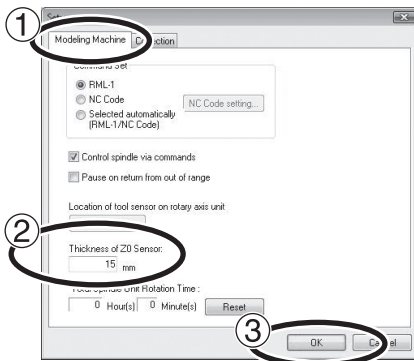 1
Modeling Machine
Command Set
RML-1
NC Code
NC Code setting...
Selected automatically
(RML-1/NC Code)
Control spindle via commands
Pause on return from out of range
Location of tool sensor on rotary axis unit
2
Thickness of Z0 Sensor:
15 mm
Total Spindle Unit Rotation Time :
0 Hour(s) 0 Minute(s) Reset
3
OK